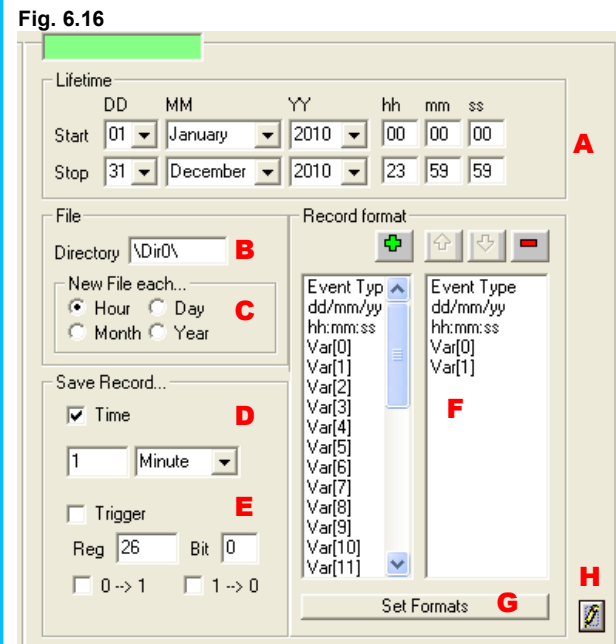 Fig. 6.16
Lifetime
DD MM YY hh mm ss
Start 01 January 2010 00 00 00
A
Stop 31 December 2010 23 59 59
File
Directory \Dir0\ B
New File each...
Hour Day C
Month Year
Save Record...
Time D
1 Minute
E
Trigger
Reg 26 Bit 0
0 --> 1 1 --> 0
Record format
Event Typ
dd/mm/yy
hh:mm:ss
Var[0]
Var[1]
Var[2]
Var[3]
Var[4]
Var[5]
Var[6]
Var[7]
Var[8]
Var[9]
Var[10]
Var[11]
Event Type
dd/mm/yy
hh:mm:ss
Var[0]
Var[1]
F
Set Formats G
H